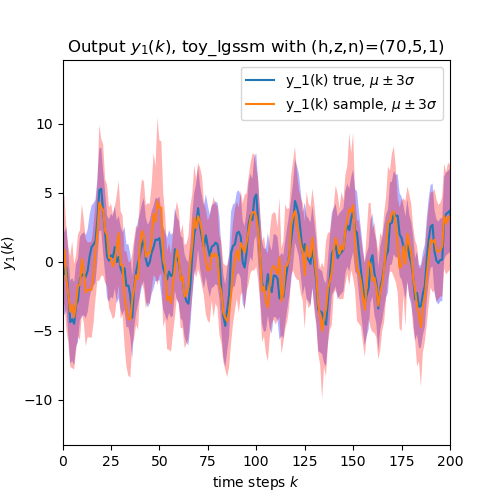 Output y₁(k), toy_lgssm with (h,z,n)=(70,5,1)
y_1(k) true, μ ± 3σ
y_1(k) sample, μ ± 3σ
10
5
0
−5
−10
y₁(k)
0 25 50 75 100 125 150 175 200
time steps k